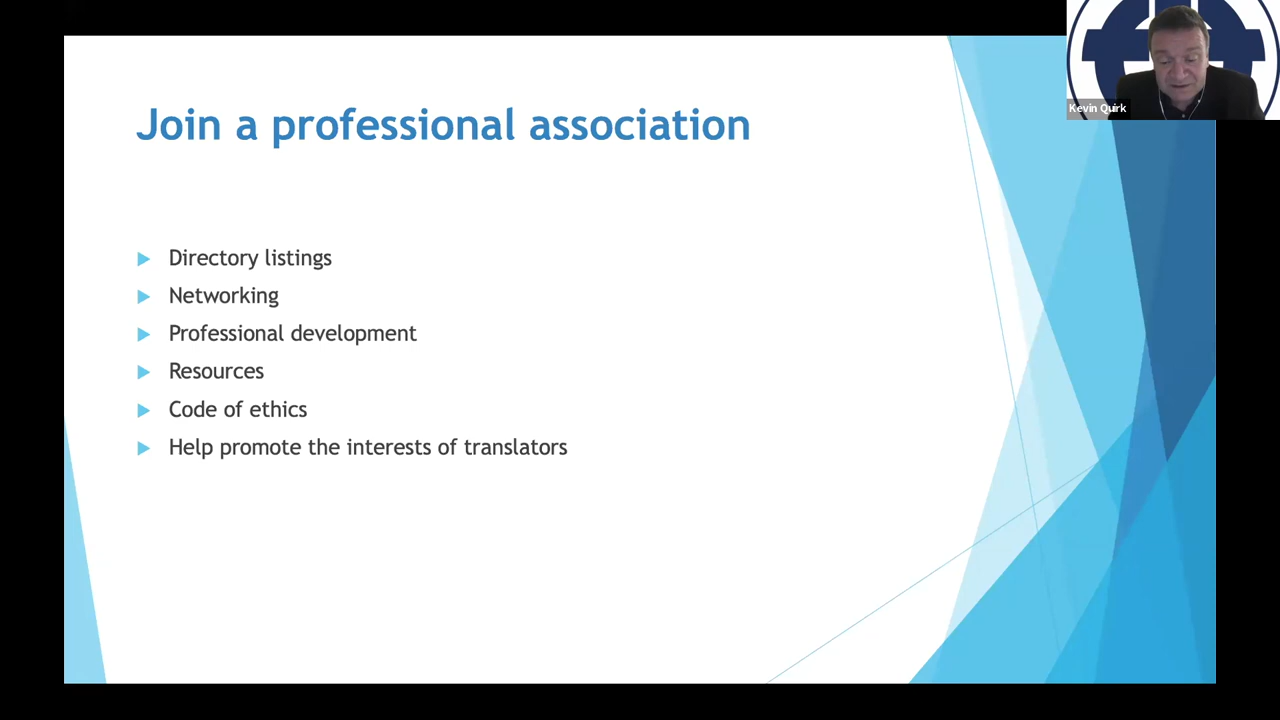 Kevin Quirk
Join a professional association
Directory listings
Networking
Professional development
Resources
Code of ethics
Help promote the interests of translators